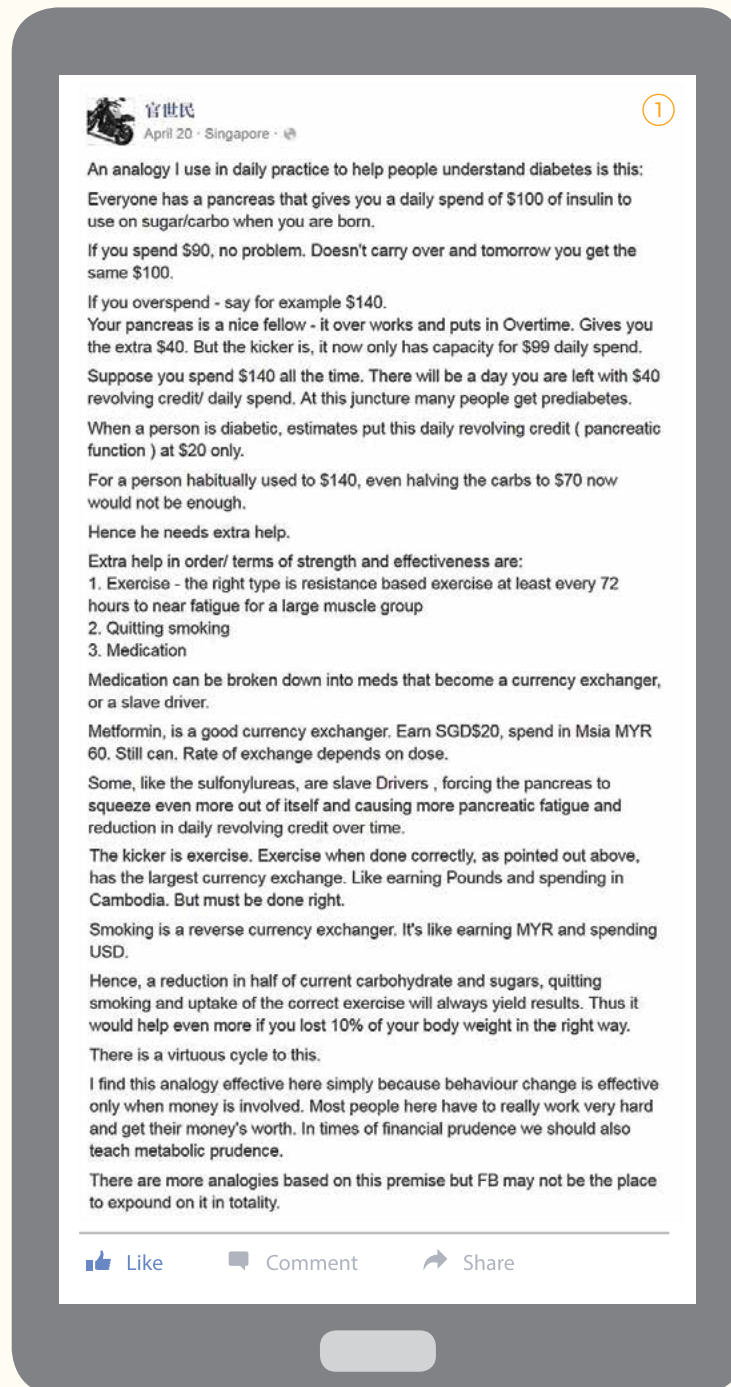 官世民
①
April 20 · Singapore ·
An analogy I use in daily practice to help people understand diabetes is this:
Everyone has a pancreas that gives you a daily spend of $100 of insulin to
use on sugar/carbo when you are born.
If you spend $90, no problem. Doesn't carry over and tomorrow you get the
same $100.
If you overspend - say for example $140.
Your pancreas is a nice fellow - it over works and puts in Overtime. Gives you
the extra $40. But the kicker is, it now only has capacity for $99 daily spend.
Suppose you spend $140 all the time. There will be a day you are left with $40
revolving credit/ daily spend. At this juncture many people get prediabetes.
When a person is diabetic, estimates put this daily revolving credit ( pancreatic
function ) at $20 only.
For a person habitually used to $140, even halving the carbs to $70 now
would not be enough.
Hence he needs extra help.
Extra help in order/ terms of strength and effectiveness are:
1. Exercise - the right type is resistance based exercise at least every 72
hours to near fatigue for a large muscle group
2. Quitting smoking
3. Medication
Medication can be broken down into meds that become a currency exchanger,
or a slave driver.
Metformin, is a good currency exchanger. Earn SGD$20, spend in Msia MYR
60. Still can. Rate of exchange depends on dose.
Some, like the sulfonylureas, are slave Drivers , forcing the pancreas to
squeeze even more out of itself and causing more pancreatic fatigue and
reduction in daily revolving credit over time.
The kicker is exercise. Exercise when done correctly, as pointed out above,
has the largest currency exchange. Like earning Pounds and spending in
Cambodia. But must be done right.
Smoking is a reverse currency exchanger. It's like earning MYR and spending
USD.
Hence, a reduction in half of current carbohydrate and sugars, quitting
smoking and uptake of the correct exercise will always yield results. Thus it
would help even more if you lost 10% of your body weight in the right way.
There is a virtuous cycle to this.
I find this analogy effective here simply because behaviour change is effective
only when money is involved. Most people here have to really work very hard
and get their money's worth. In times of financial prudence we should also
teach metabolic prudence.
There are more analogies based on this premise but FB may not be the place
to expound on it in totality.
Like Comment Share